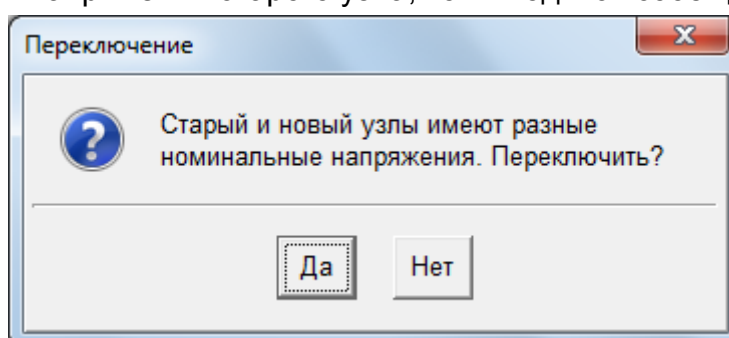 Переключение
Старый и новый узлы имеют разные
номинальные напряжения. Переключить?
Да
Нет